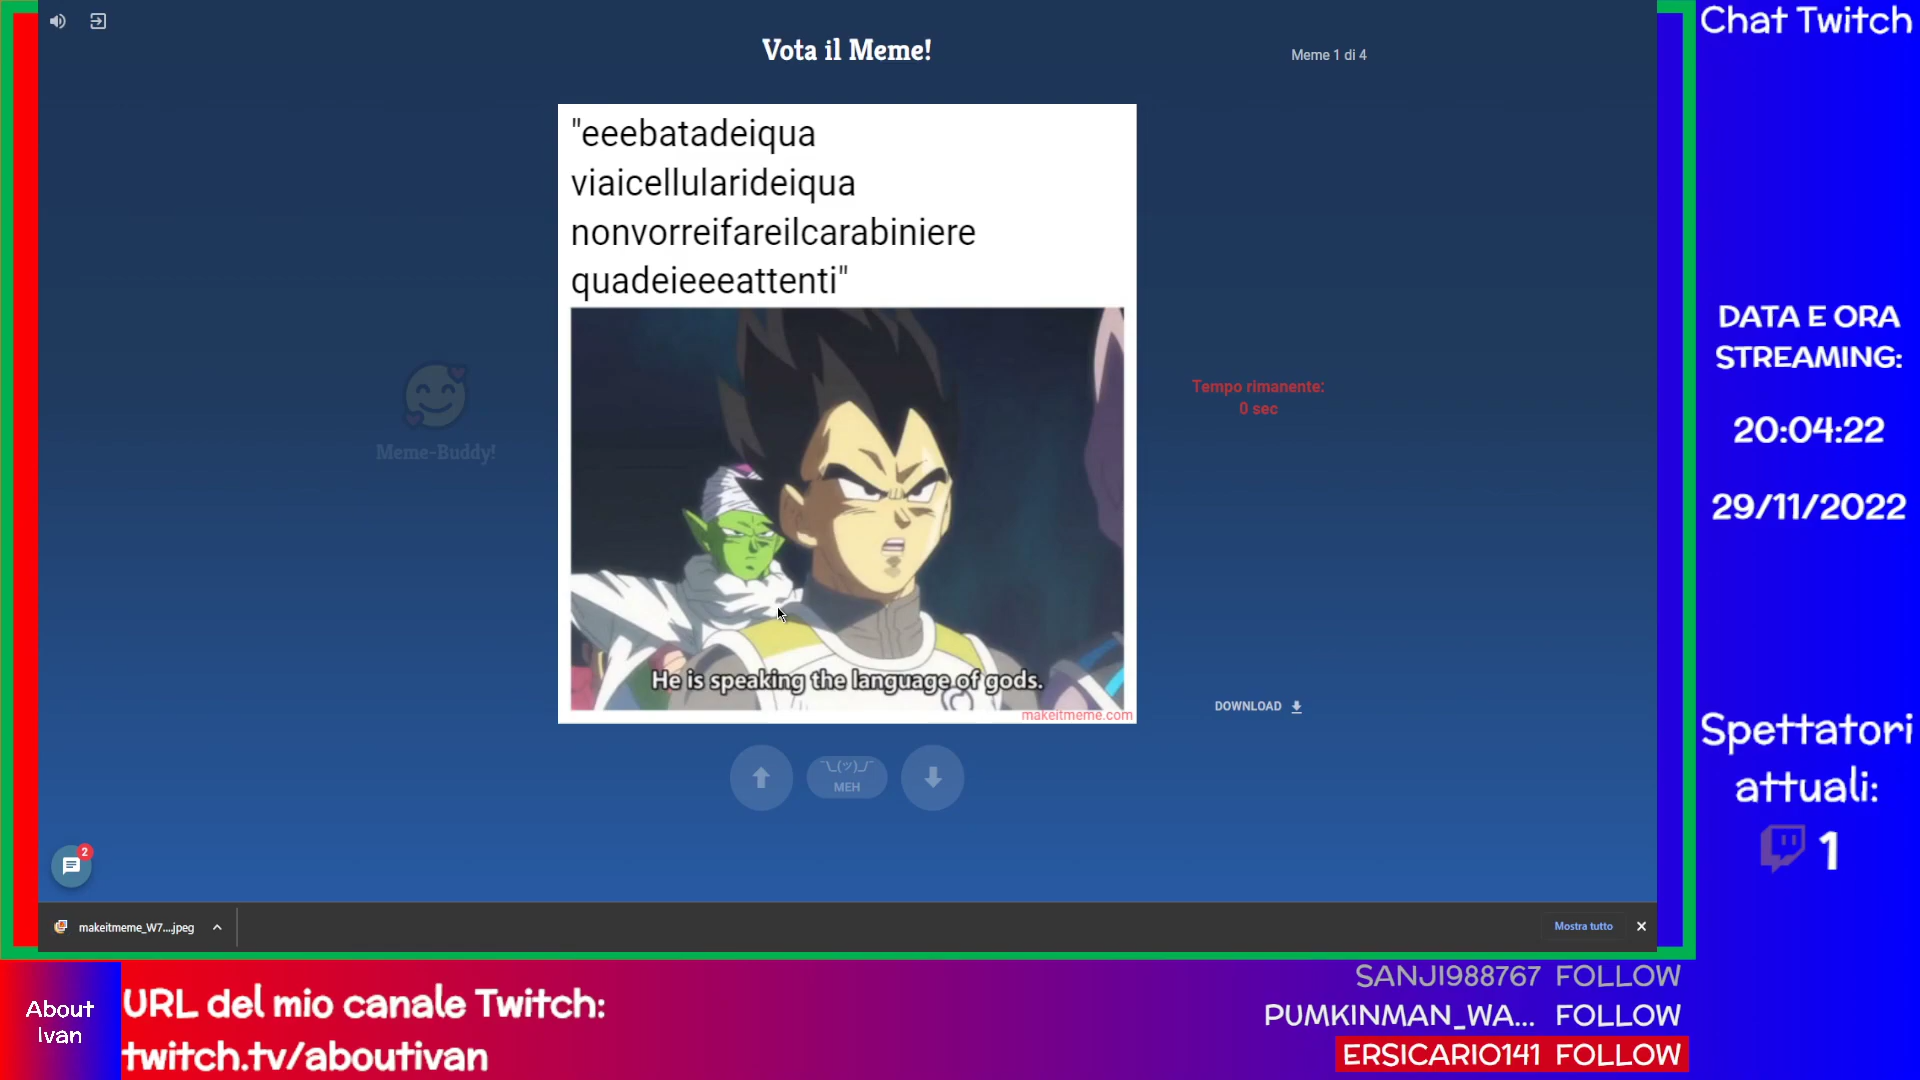 Vota il Meme!
Meme 1 di 4
Chat Twitch
"eeebatadeiqua
viaicellularideiqua
nonvorreifareilcarabiniere
quadeieeeattenti"
DATA E ORA
STREAMING:
20:04:22
29/11/2022
Tempo rimanente:
0 sec
Meme-Buddy!
He is speaking the language of gods.
makeitmeme.com
DOWNLOAD
¯\_(ツ)_/¯
MEH
Spettatori
attuali:
1
2
makeitmeme_W7....jpeg
Mostra tutto
About
Ivan
URL del mio canale Twitch:
twitch.tv/aboutivan
SANJI988767 FOLLOW
PUMKINMAN_WA... FOLLOW
ERSICARIO141 FOLLOW